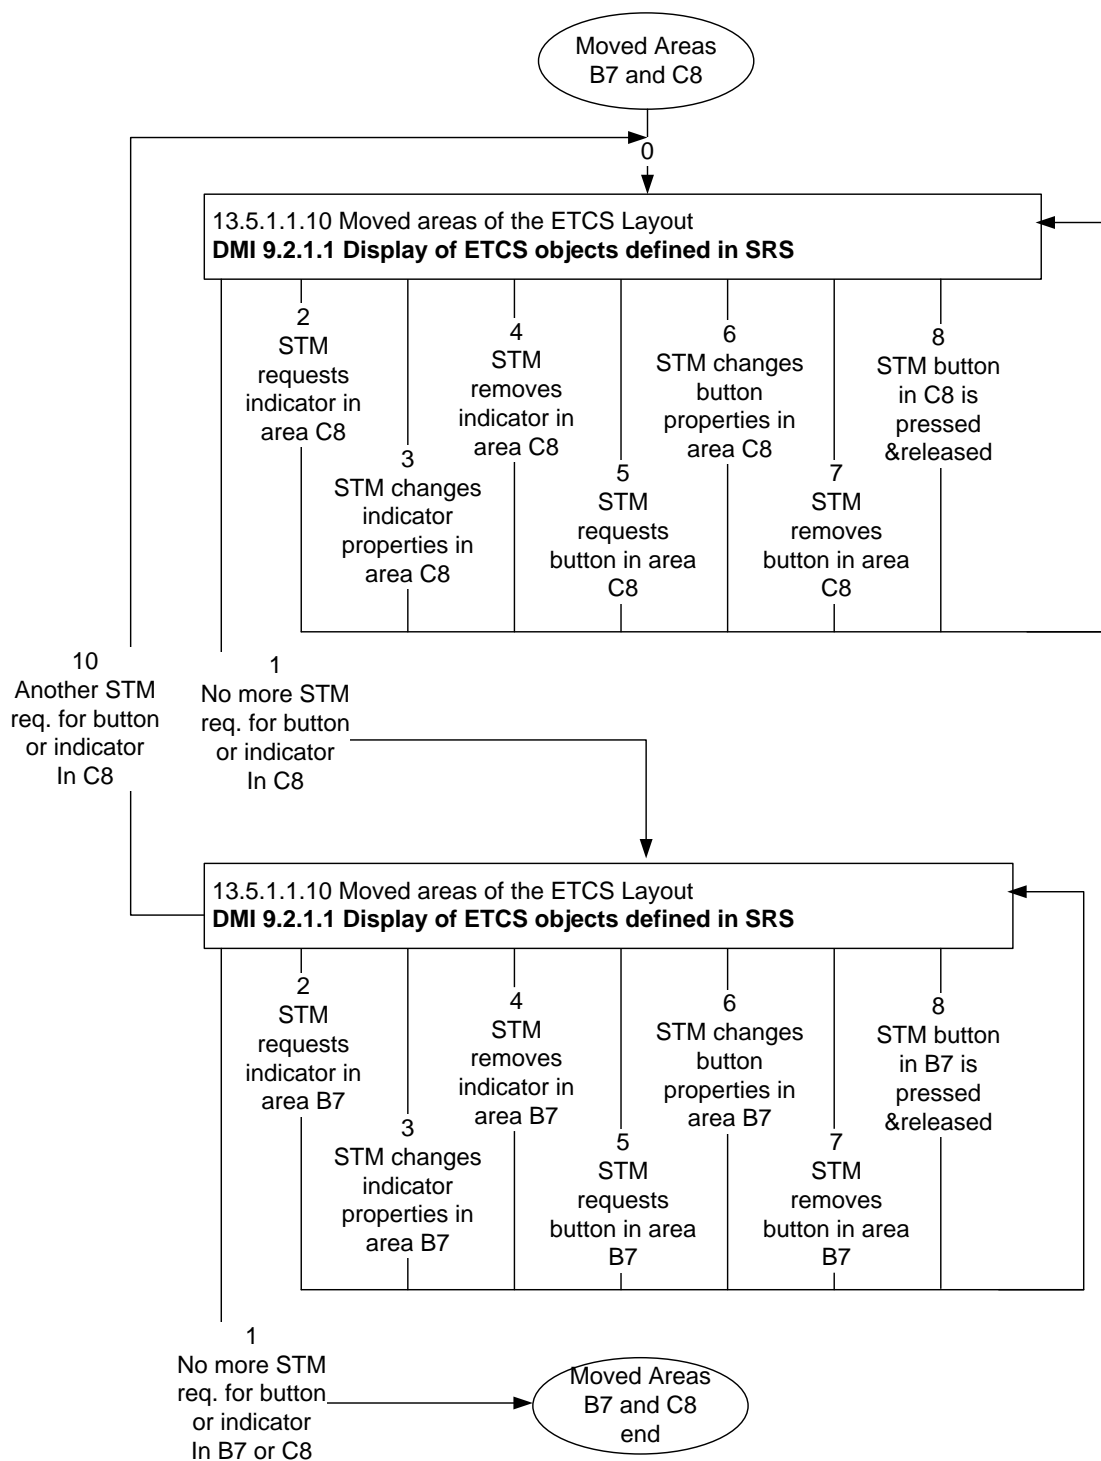 Moved Areas
B7 and C8
0
13.5.1.1.10 Moved areas of the ETCS Layout
DMI 9.2.1.1 Display of ETCS objects defined in SRS
2
STM
requests
indicator in
area C8
3
STM changes
indicator
properties in
area C8
4
STM
removes
indicator in
area C8
5
STM
requests
button in area
C8
6
STM changes
button
properties in
area C8
7
STM
removes
button in area
C8
8
STM button
in C8 is
pressed
&released
10
Another STM
req. for button
or indicator
In C8
1
No more STM
req. for button
or indicator
In C8
13.5.1.1.10 Moved areas of the ETCS Layout
DMI 9.2.1.1 Display of ETCS objects defined in SRS
2
STM
requests
indicator in
area B7
3
STM changes
indicator
properties in
area B7
4
STM
removes
indicator in
area B7
5
STM
requests
button in area
B7
6
STM changes
button
properties in
area B7
7
STM
removes
button in area
B7
8
STM button
in B7 is
pressed
&released
1
No more STM
req. for button
or indicator
In B7 or C8
Moved Areas
B7 and C8
end